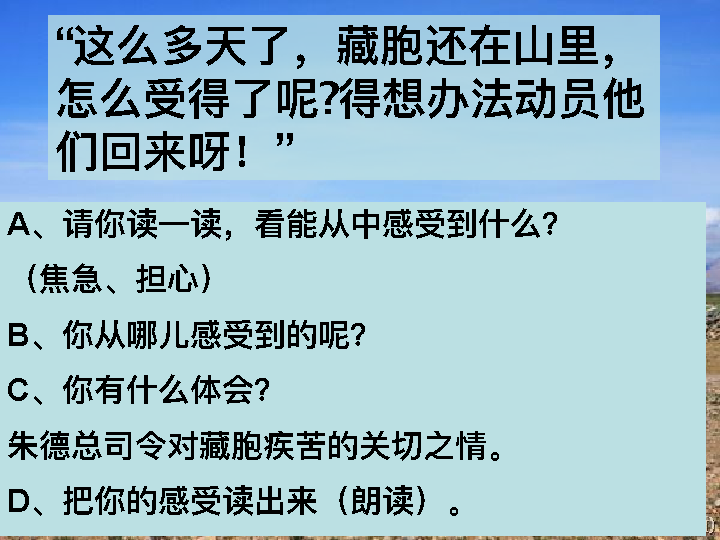 “这么多天了，藏胞还在山里，
怎么受得了呢?得想办法动员他
们回来呀！”
A、请你读一读，看能从中感受到什么?
（焦急、担心）
B、你从哪儿感受到的呢?
C、你有什么体会?
朱德总司令对藏胞疾苦的关切之情。
D、把你的感受读出来（朗读）。